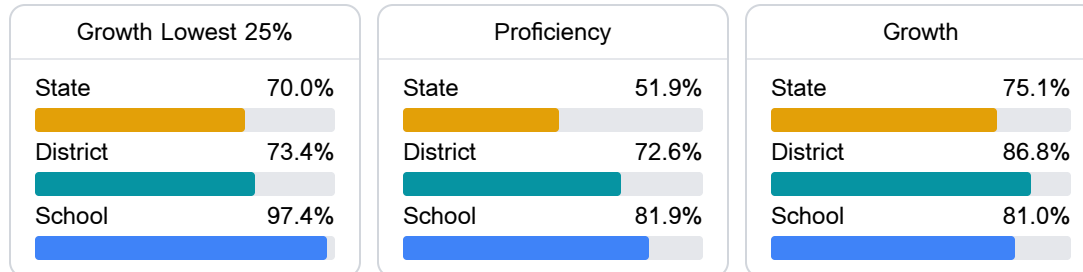 Growth Lowest 25%
State 70.0%
District 73.4%
School 97.4%
Proficiency
State 51.9%
District 72.6%
School 81.9%
Growth
State 75.1%
District 86.8%
School 81.0%